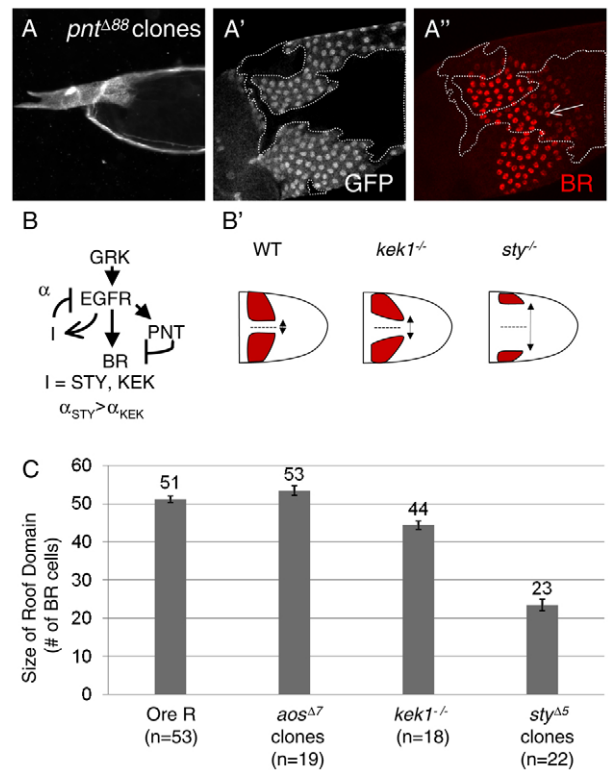 A pntΔ88 clones
A'
GFP
A''
BR
B
GRK
α
EGFR
I
PNT
BR
I = STY, KEK
αSTY>αKEK
B'
WT kek1-/- sty-/-
C
Size of Roof Domain
(# of BR cells)
60
50
40
30
20
10
0
51
53
44
23
Ore R
(n=53)
aosΔ7
clones
(n=19)
kek1-/-
(n=18)
styΔ5
clones
(n=22)